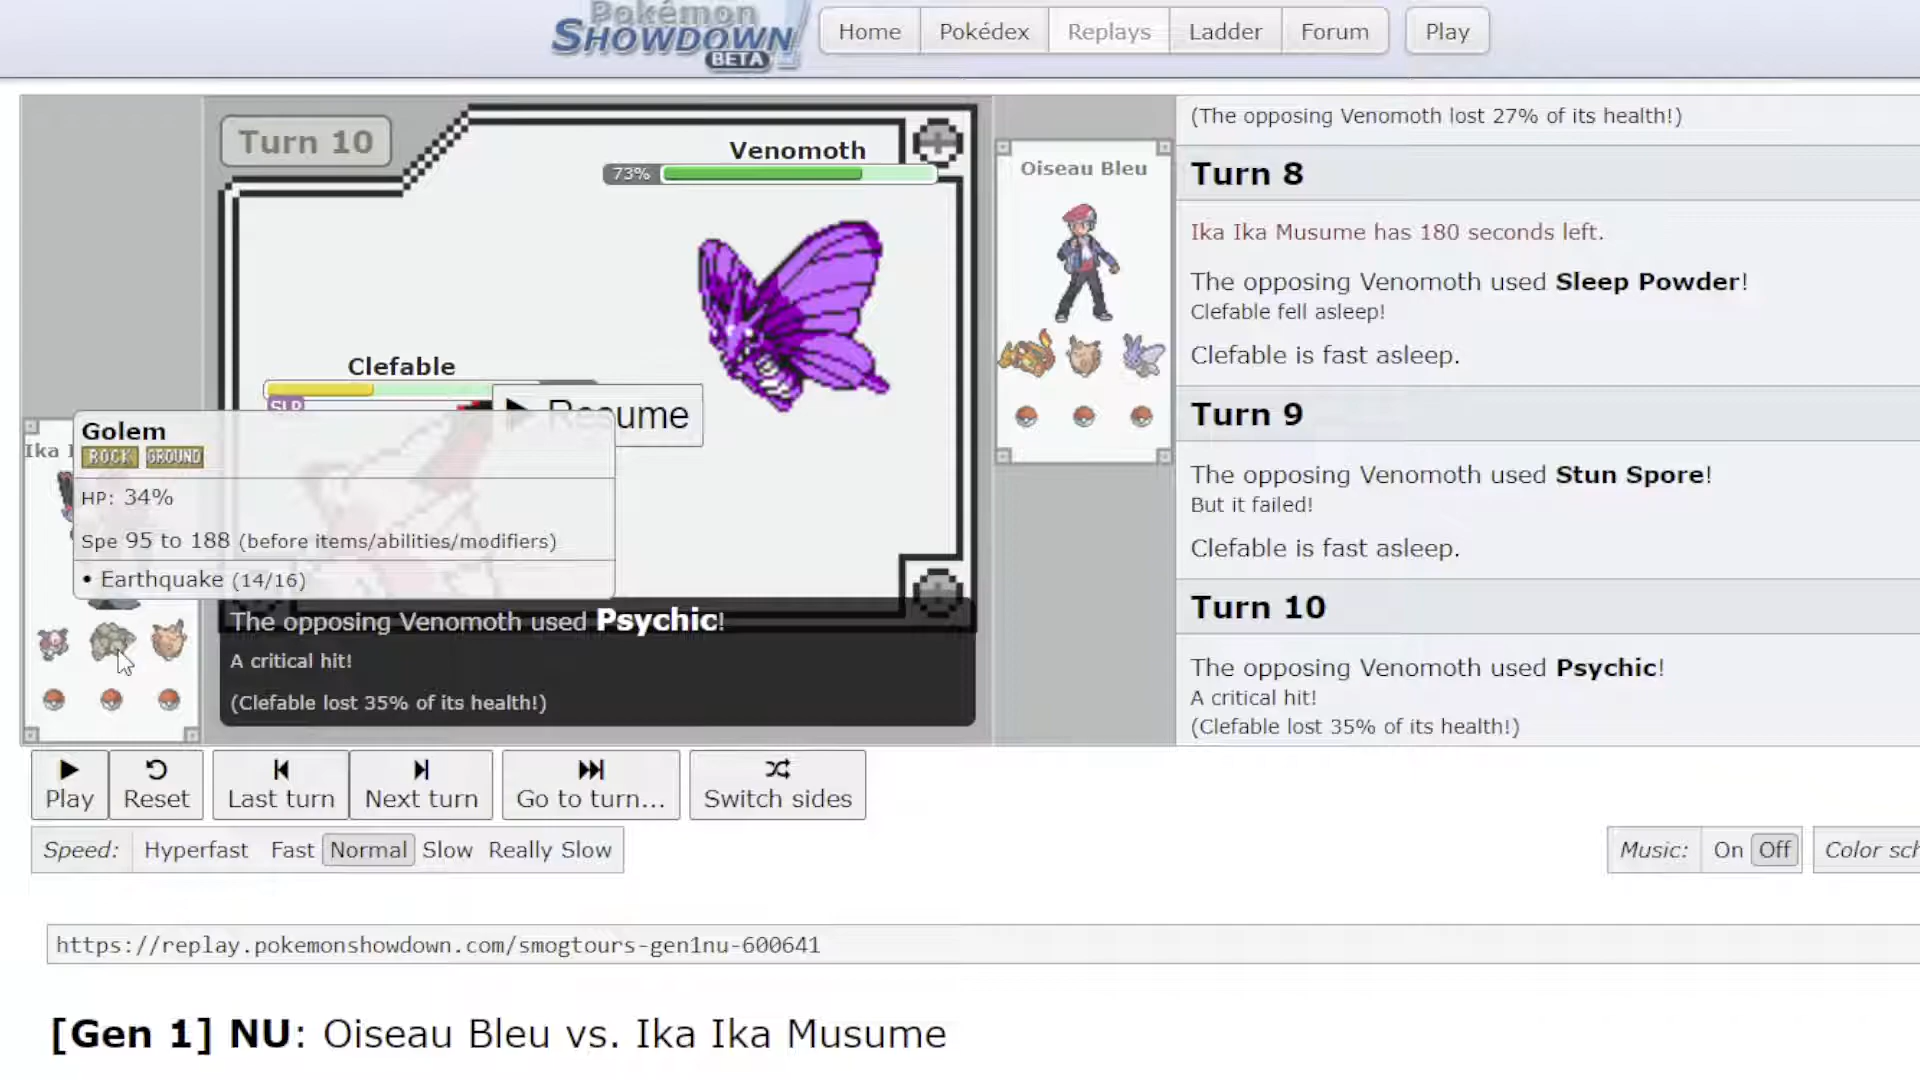 Pokémon
SHOWDOWN
BETA
Home
Pokédex
Replays
Ladder
Forum
Play
Turn 10
Venomoth
73%
Clefable
SLP
Resume
Ika
Golem
ROCK GROUND
HP: 34%
Spe 95 to 188 (before items/abilities/modifiers)
• Earthquake (14/16)
The opposing Venomoth used Psychic!
A critical hit!
(Clefable lost 35% of its health!)
Oiseau Bleu
(The opposing Venomoth lost 27% of its health!)
Turn 8
Ika Ika Musume has 180 seconds left.
The opposing Venomoth used Sleep Powder!
Clefable fell asleep!
Clefable is fast asleep.
Turn 9
The opposing Venomoth used Stun Spore!
But it failed!
Clefable is fast asleep.
Turn 10
The opposing Venomoth used Psychic!
A critical hit!
(Clefable lost 35% of its health!)
Play
Reset
Last turn
Next turn
Go to turn...
Switch sides
Speed: Hyperfast Fast Normal Slow Really Slow
Music: On Off
Color sch
https://replay.pokemonshowdown.com/smogtours-gen1nu-600641
[Gen 1] NU: Oiseau Bleu vs. Ika Ika Musume